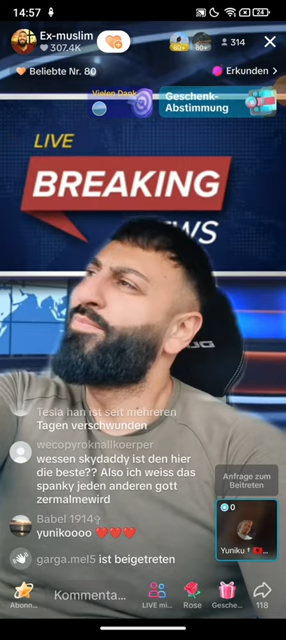 14:57
24
Ex-muslim
307.4K
60+
80+
314
Beliebte Nr. 80
Erkunden >
Vielen Dank
Geschenk-
Abstimmung
LIVE
BREAKING
Tesla han ist seit mehreren
Tagen verschwunden
wecopyroknallkoerper
wessen skydaddy ist den hier
die beste?? Also ich weiss das
spanky jeden anderen gott
zermalmewird
Babel 1914
yunikoooo ❤️❤️❤️
garga.mel5 ist beigetreten
Anfrage zum
Beitreten
0
Yuniku
Abonn...
Kommenta...
LIVE mi...
Rose
Gesche...
118